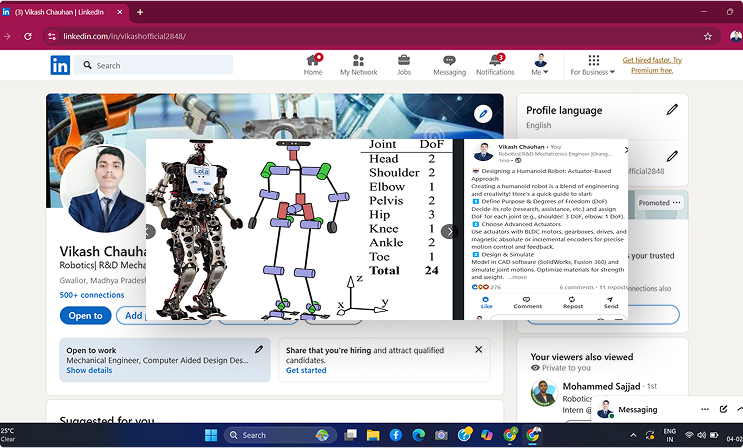 (3) Vikash Chauhan | LinkedIn
linkedin.com/in/vikashofficial2848/
in
Search
Home
My Network
Jobs
Messaging
3
Notifications
Me
For Business
Get hired faster. Try
Premium free.
Profile language
English
official2848
Promoted
s your trusted
nnections also
Vikash Chauha
Robotics| R&D Mech
Gwalior, Madhya Pradesh
500+ connections
Open to
Add p
LOLA
Joint DoF
Head 2
Shoulder 2
Elbow 1
Pelvis 2
Hip 3
Knee 1
Ankle 2
Toe 1
Total 24
z
x
y
Vikash Chauhan • You
Robotics| R&D Mechatronics Engineer |Orang...
1mo •
Designing a Humanoid Robot: Actuator-Based
Approach
Creating a humanoid robot is a blend of engineering
and creativity! Here's a quick guide to start:
1 Define Purpose & Degrees of Freedom (DoF)
Decide its role (research, assistance, etc.) and assign
DoF for each joint (e.g., shoulder: 3 DoF, elbow: 1 DoF).
2 Choose Advanced Actuators
Use actuators with BLDC motors, gearboxes, drives, and
magnetic absolute or incremental encoders for precise
motion control and feedback.
3 Design & Simulate
Model in CAD software (SolidWorks, Fusion 360) and
simulate joint motions. Optimize materials for strength
and weight. ...more
276
6 comments • 11 reposts
Like
Comment
Repost
Send
Open to work
Mechanical Engineer, Computer Aided Design Des...
Show details
Share that you're hiring and attract qualified
candidates.
Get started
Suggested for you
Your viewers also viewed
Private to you
Mohammed Sajjad · 1st
Robotics
Intern @
Messaging
25°C
Clear
Search
ENG
IN
04-02